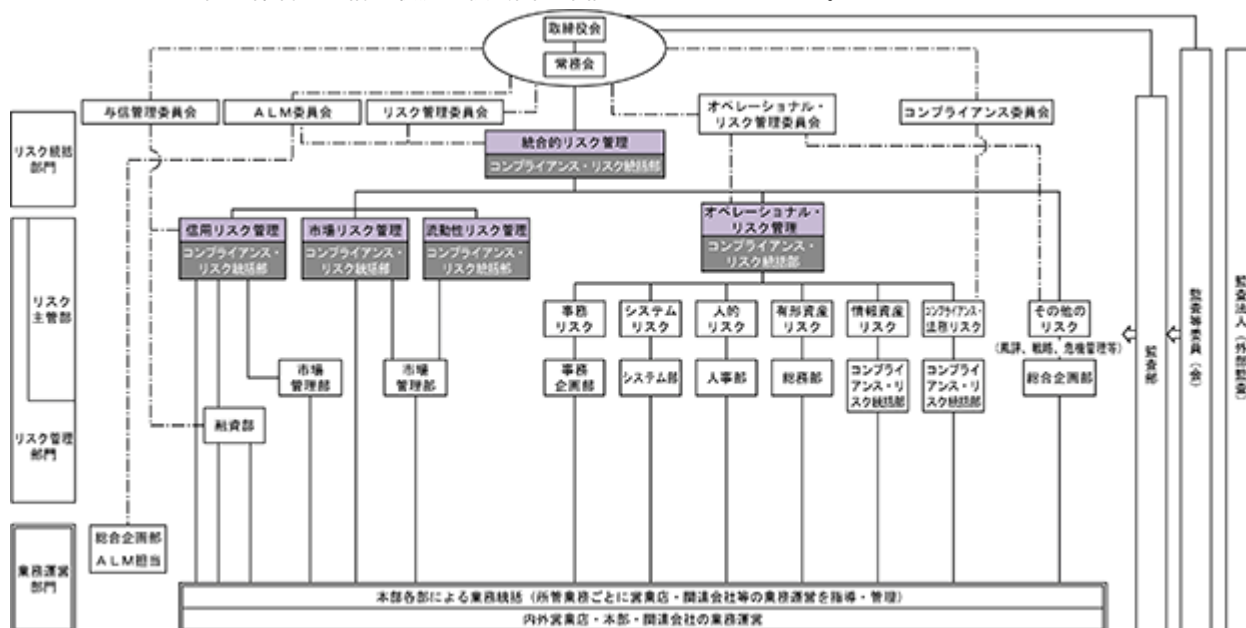 取締役会
常務会
与信管理委員会
ALM委員会
リスク管理委員会
オペレーショナル・
リスク管理委員会
コンプライアンス委員会
リスク統括
部門
統合的リスク管理
コンプライアンス・リスク統括部
信用リスク管理
コンプライアンス・
リスク統括部
市場リスク管理
コンプライアンス・
リスク統括部
流動性リスク管理
コンプライアンス・
リスク統括部
オペレーショナル・
リスク管理
コンプライアンス・
リスク統括部
リスク
主管部
事務
リスク
システム
リスク
人的
リスク
有形資産
リスク
情報資産
リスク
コンプライアンス・
法務リスク
その他の
リスク
(風評、戦略、危機管理等)
市場
管理部
市場
管理部
事務
企画部
システム部
人事部
総務部
コンプライ
アンス・リ
スク統括部
コンプライ
アンス・リ
スク統括部
総合企画部
融資部
リスク管理
部門
総合企画部
ALM担当
業務運営
部門
本部各部による業務統括(所管業務ごとに営業店・関連会社等の業務運営を指導・管理)
内外営業店・本部・関連会社の業務運営
監査部
監査等委員(会)
監査法人(外部監査)